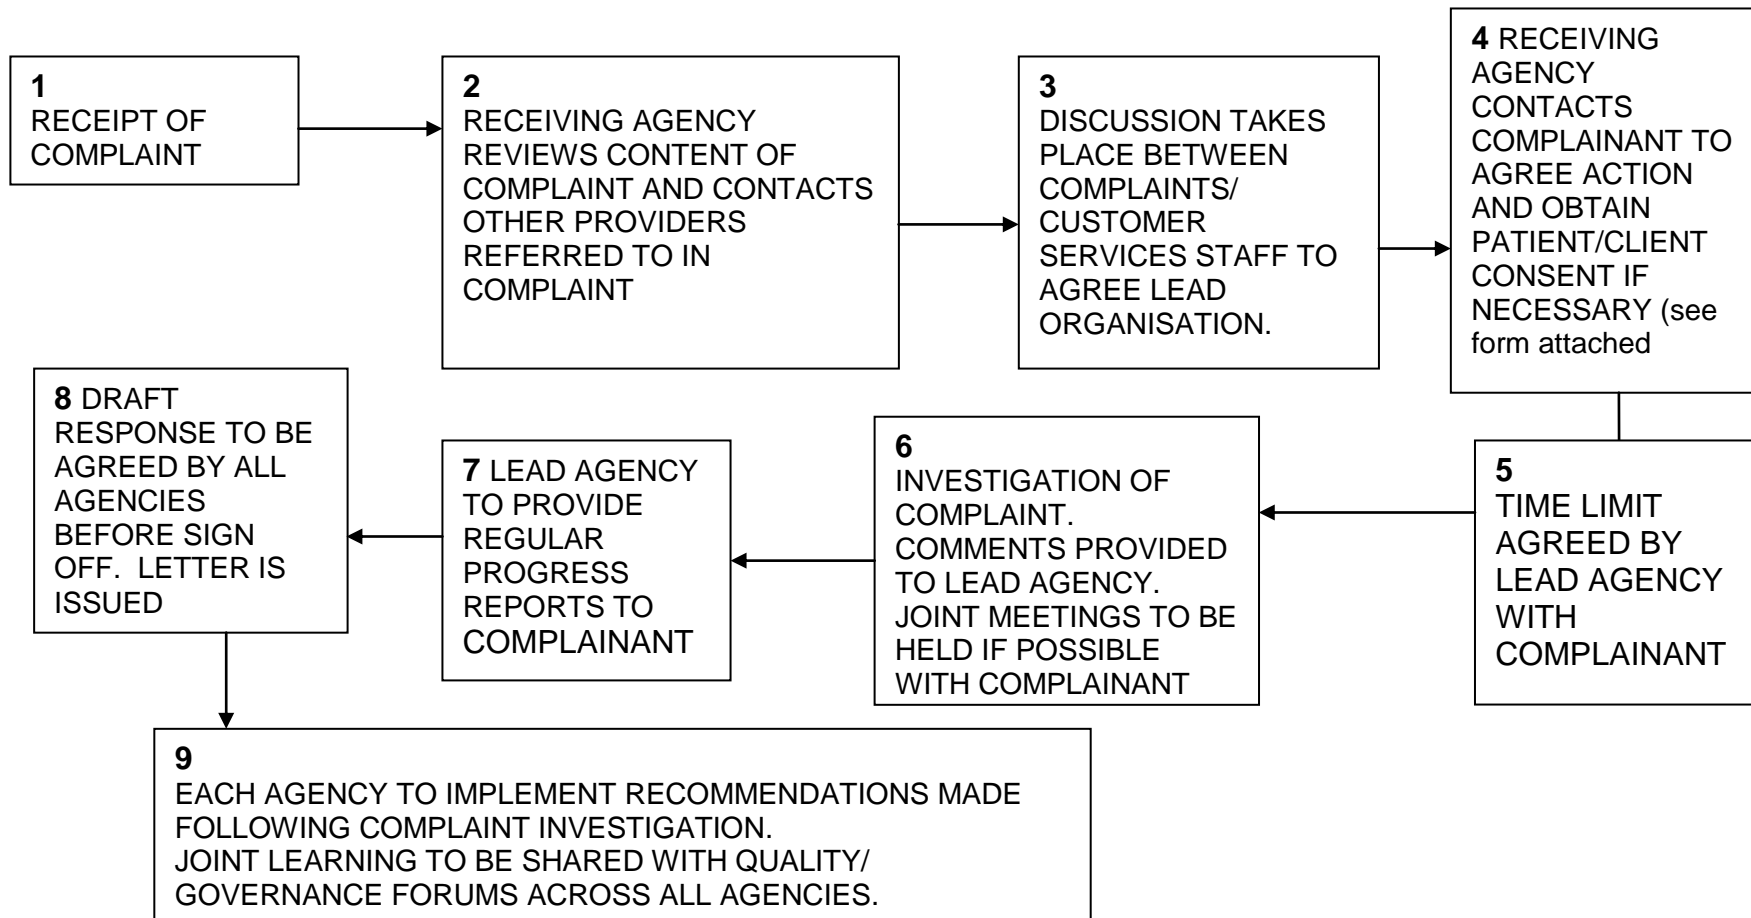 1
RECEIPT OF
COMPLAINT
2
RECEIVING AGENCY
REVIEWS CONTENT OF
COMPLAINT AND CONTACTS
OTHER PROVIDERS
REFERRED TO IN
COMPLAINT
3
DISCUSSION TAKES
PLACE BETWEEN
COMPLAINTS/
CUSTOMER
SERVICES STAFF TO
AGREE LEAD
ORGANISATION.
4 RECEIVING
AGENCY
CONTACTS
COMPLAINANT TO
AGREE ACTION
AND OBTAIN
PATIENT/CLIENT
CONSENT IF
NECESSARY (see
form attached
5
TIME LIMIT
AGREED BY
LEAD AGENCY
WITH
COMPLAINANT
6
INVESTIGATION OF
COMPLAINT.
COMMENTS PROVIDED
TO LEAD AGENCY.
JOINT MEETINGS TO BE
HELD IF POSSIBLE
WITH COMPLAINANT
7 LEAD AGENCY
TO PROVIDE
REGULAR
PROGRESS
REPORTS TO
COMPLAINANT
8 DRAFT
RESPONSE TO BE
AGREED BY ALL
AGENCIES
BEFORE SIGN
OFF.  LETTER IS
ISSUED
9
EACH AGENCY TO IMPLEMENT RECOMMENDATIONS MADE
FOLLOWING COMPLAINT INVESTIGATION.
JOINT LEARNING TO BE SHARED WITH QUALITY/
GOVERNANCE FORUMS ACROSS ALL AGENCIES.